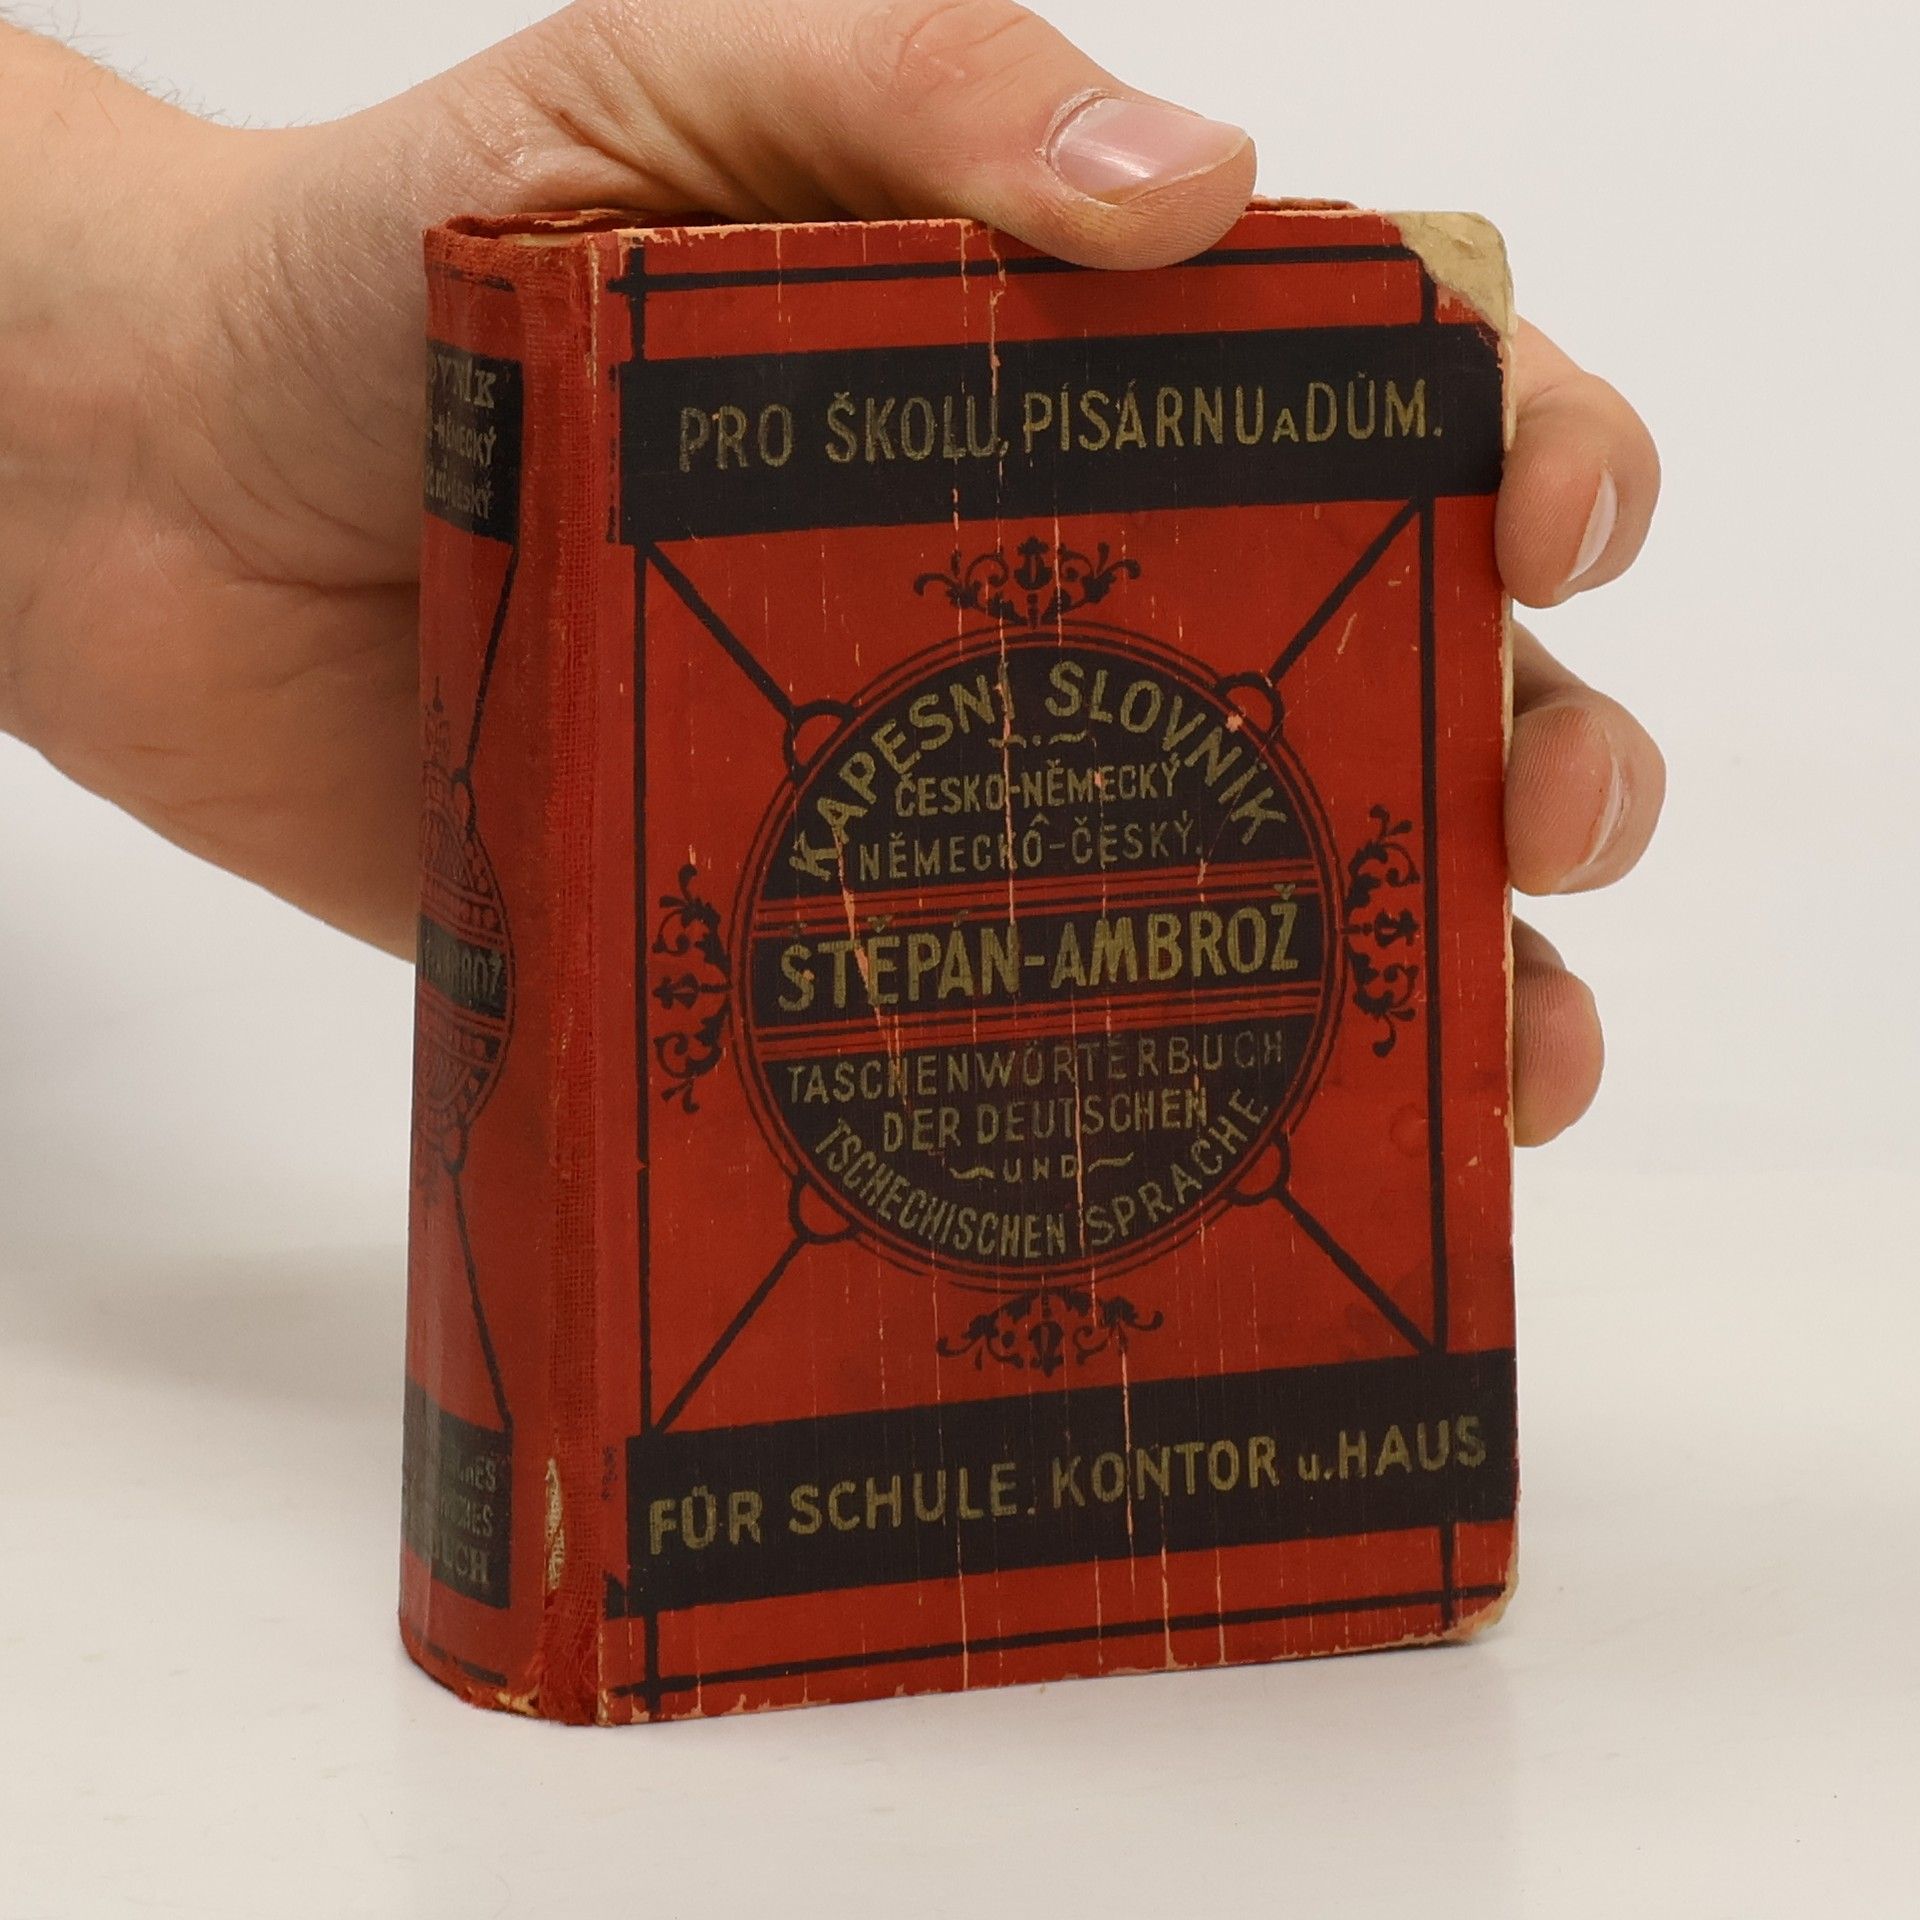 PRO ŠKOLU, PÍSÁRNU A DŮM.
KAPESNÍ SLOVNÍK
ČESKO-NĚMECKÝ
NĚMECKO^-ČESKÝ.
ŠTĚPÁN-AMBROŽ
TASCHENWÖRTERBUCH
DER DEUTSCHEN
UND
TSCHECHISCHEN SPRACHE
FÜR SCHULE. KONTOR u. HAUS